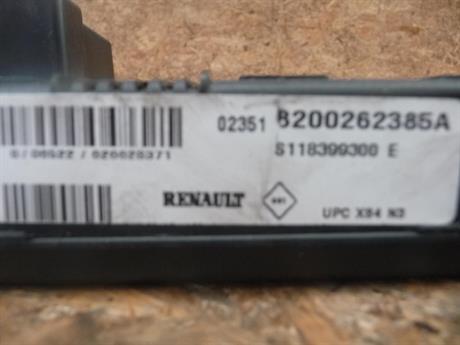 02351 8200262385A
S118399300 E
RENAULT
UPC X84 N3